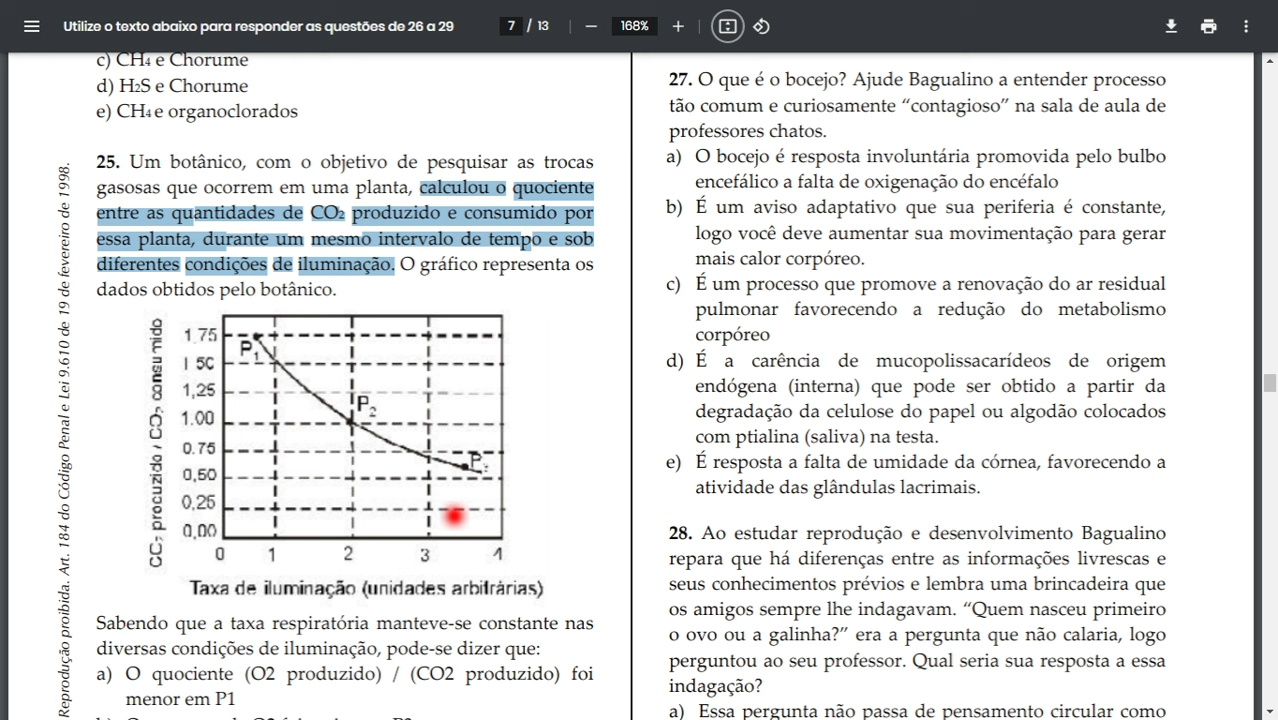 Utilize o texto abaixo para responder as questões de 26 a 29
7 / 13
168%
c) CH4 e Chorume
d) H2S e Chorume
e) CH4 e organoclorados
Reprodução proibida. Art. 184 do Código Penal e Lei 9.610 de 19 de fevereiro de 1998.
25. Um botânico, com o objetivo de pesquisar as trocas
gasosas que ocorrem em uma planta, calculou o quociente
entre as quantidades de CO2 produzido e consumido por
essa planta, durante um mesmo intervalo de tempo e sob
diferentes condições de iluminação. O gráfico representa os
dados obtidos pelo botânico.
CC2 procuzido / CO2 consumido
1.75
1 50
1,25
1.00
0.75
0,50
0,25
0,00
P1
P2
P
0 1 2 3 4
Taxa de iluminação (unidades arbitrárias)
Sabendo que a taxa respiratória manteve-se constante nas
diversas condições de iluminação, pode-se dizer que:
a) O quociente (O2 produzido) / (CO2 produzido) foi
menor em P1
27. O que é o bocejo? Ajude Bagualino a entender processo
tão comum e curiosamente “contagioso” na sala de aula de
professores chatos.
a) O bocejo é resposta involuntária promovida pelo bulbo
encefálico a falta de oxigenação do encéfalo
b) É um aviso adaptativo que sua periferia é constante,
logo você deve aumentar sua movimentação para gerar
mais calor corpóreo.
c) É um processo que promove a renovação do ar residual
pulmonar favorecendo a redução do metabolismo
corpóreo
d) É a carência de mucopolissacarídeos de origem
endógena (interna) que pode ser obtido a partir da
degradação da celulose do papel ou algodão colocados
com ptialina (saliva) na testa.
e) É resposta a falta de umidade da córnea, favorecendo a
atividade das glândulas lacrimais.
28. Ao estudar reprodução e desenvolvimento Bagualino
repara que há diferenças entre as informações livrescas e
seus conhecimentos prévios e lembra uma brincadeira que
os amigos sempre lhe indagavam. “Quem nasceu primeiro
o ovo ou a galinha?” era a pergunta que não calaria, logo
perguntou ao seu professor. Qual seria sua resposta a essa
indagação?
a) Essa pergunta não passa de pensamento circular como